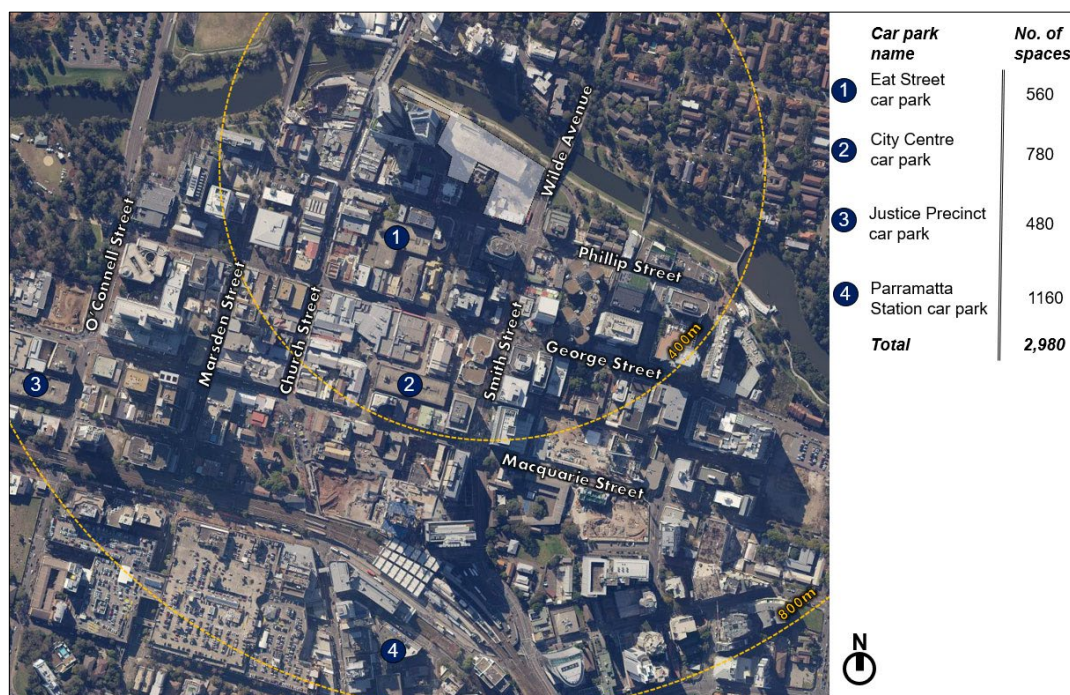 Wilde Avenue
O'Connell Street
Marsden Street
Church Street
Smith Street
Phillip Street
George Street
400m
Macquarie Street
800m
1
2
3
4
Car park name
No. of spaces
1 Eat Street car park 560
2 City Centre car park 780
3 Justice Precinct car park 480
4 Parramatta Station car park 1160
Total 2,980
N